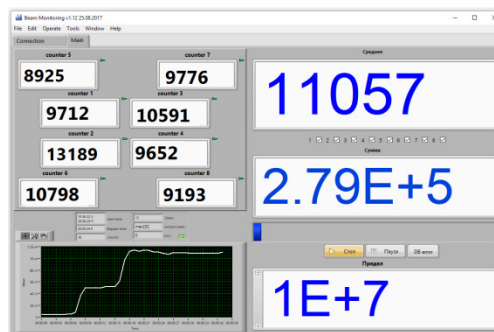 Beam Monitoring v1.12 25.08.2017
File Edit Operate Tools Window Help
Connection Main
counter 5
8925
counter 7
9776
counter 1
9712
counter 3
10591
counter 2
13189
counter 4
9652
counter 6
10798
counter 8
9193
11057
1 2 3 4 5 6 7 8
Сумма
2.79E+5
Стоп Пауза DB error
Предел
1E+7
Time